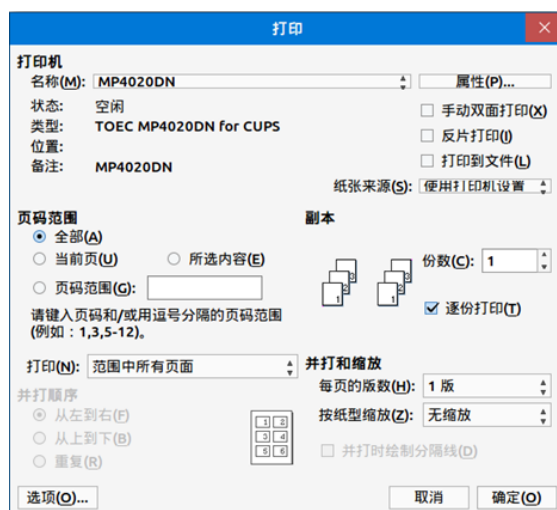 打印
打印机
名称(M): MP4020DN 属性(P)...
状态: 空闲 手动双面打印(X)
类型: TOEC MP4020DN for CUPS 反片打印(I)
位置: 打印到文件(L)
备注: MP4020DN
纸张来源(S): 使用打印机设置
页码范围 副本
全部(A)
当前页(U) 所选内容(E) 份数(C): 1
页码范围(G):
请键入页码和/或用逗号分隔的页码范围
(例如：1,3,5-12)。
逐份打印(T)
打印(N): 范围中所有页面 并打和缩放
每页的版数(H): 1 版
并打顺序
从左到右(F) 按纸型缩放(Z): 无缩放
从上到下(B)
重复(R) 并打时绘制分隔线(D)
选项(O)... 取消 确定(O)